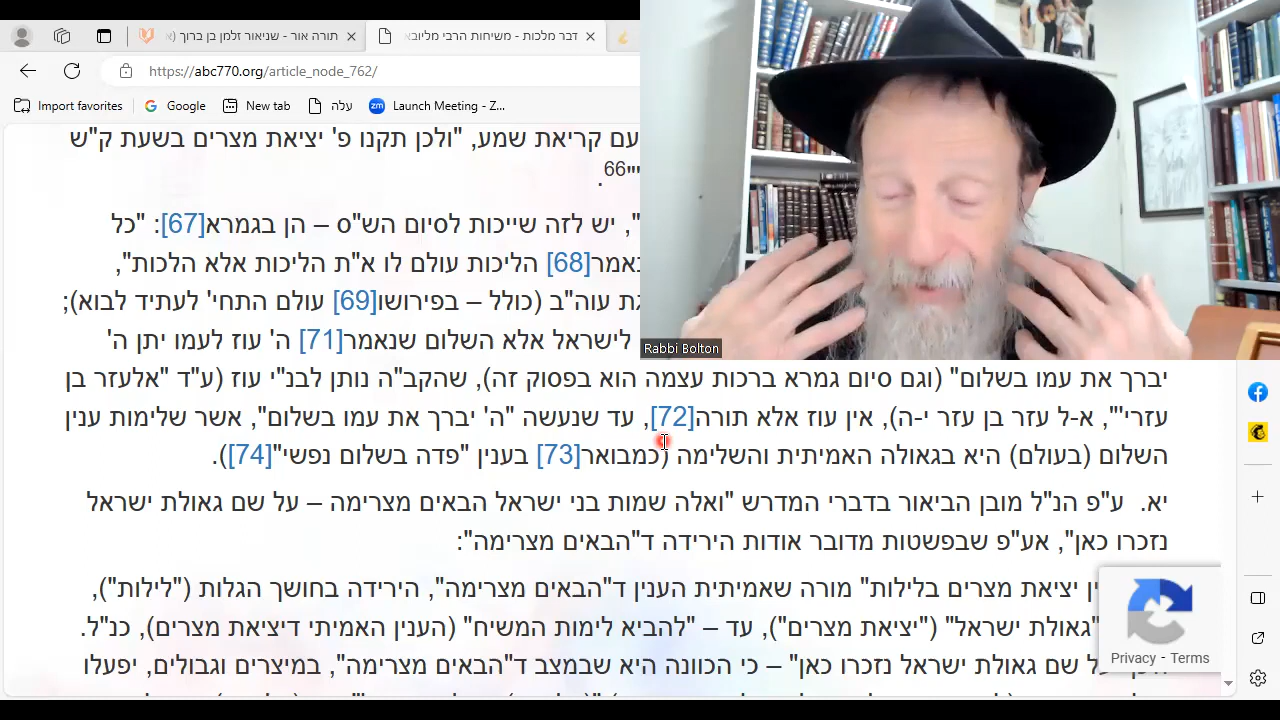 תורה אור - שניאור זלמן בן ברוך (א
דבר מלכות - משיחות הרבי מליובא
https://abc770.org/article_node_762/
Import favorites
Google
New tab
עלה
Launch Meeting - Z...
עם קריאת שמע, "ולכן תקנו פ' יציאת מצרים בשעת ק"ש
"66.
", יש לזה שייכות לסיום הש"ס – הן בגמרא[67]: "כל
נאמר[68] הליכות עולם לו א"ת הליכות אלא הלכות",
גת עוה"ב (כולל – בפירושו[69] עולם התחי' לעתיד לבוא);
לישראל אלא השלום שנאמר[71] ה' עוז לעמו יתן ה'
Rabbi Bolton
יברך את עמו בשלום" (וגם סיום גמרא ברכות עצמה הוא בפסוק זה), שהקב"ה נותן לבנ"י עוז (ע"ד "אלעזר בן
עזרי'", א-ל עזר בן עזר י-ה), אין עוז אלא תורה[72], עד שנעשה "ה' יברך את עמו בשלום", אשר שלימות ענין
השלום (בעולם) היא בגאולה האמיתית והשלימה (כמבואר[73] בענין "פדה בשלום נפשי"[74]).
יא. ע"פ הנ"ל מובן הביאור בדברי המדרש "ואלה שמות בני ישראל הבאים מצרימה – על שם גאולת ישראל
נזכרו כאן", אע"פ שבפשטות מדובר אודות הירידה ד"הבאים מצרימה":
ין יציאת מצרים בלילות" מורה שאמיתית הענין ד"הבאים מצרימה", הירידה בחושך הגלות ("לילות"),
"גאולת ישראל" ("יציאת מצרים"), עד – "להביא לימות המשיח" (הענין האמיתי דיציאת מצרים), כנ"ל.
ל שם גאולת ישראל נזכרו כאן" – כי הכוונה היא שבמצב ד"הבאים מצרימה", במיצרים וגבולים, יפעלו
Privacy - Terms